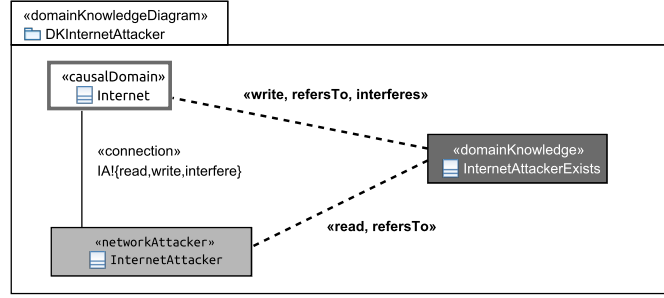 «domainKnowledgeDiagram»
DKInternetAttacker
«causalDomain»
Internet
«write, refersTo, interferes»
«connection»
IA!{read,write,interfere}
«domainKnowledge»
InternetAttackerExists
«read, refersTo»
«networkAttacker»
InternetAttacker